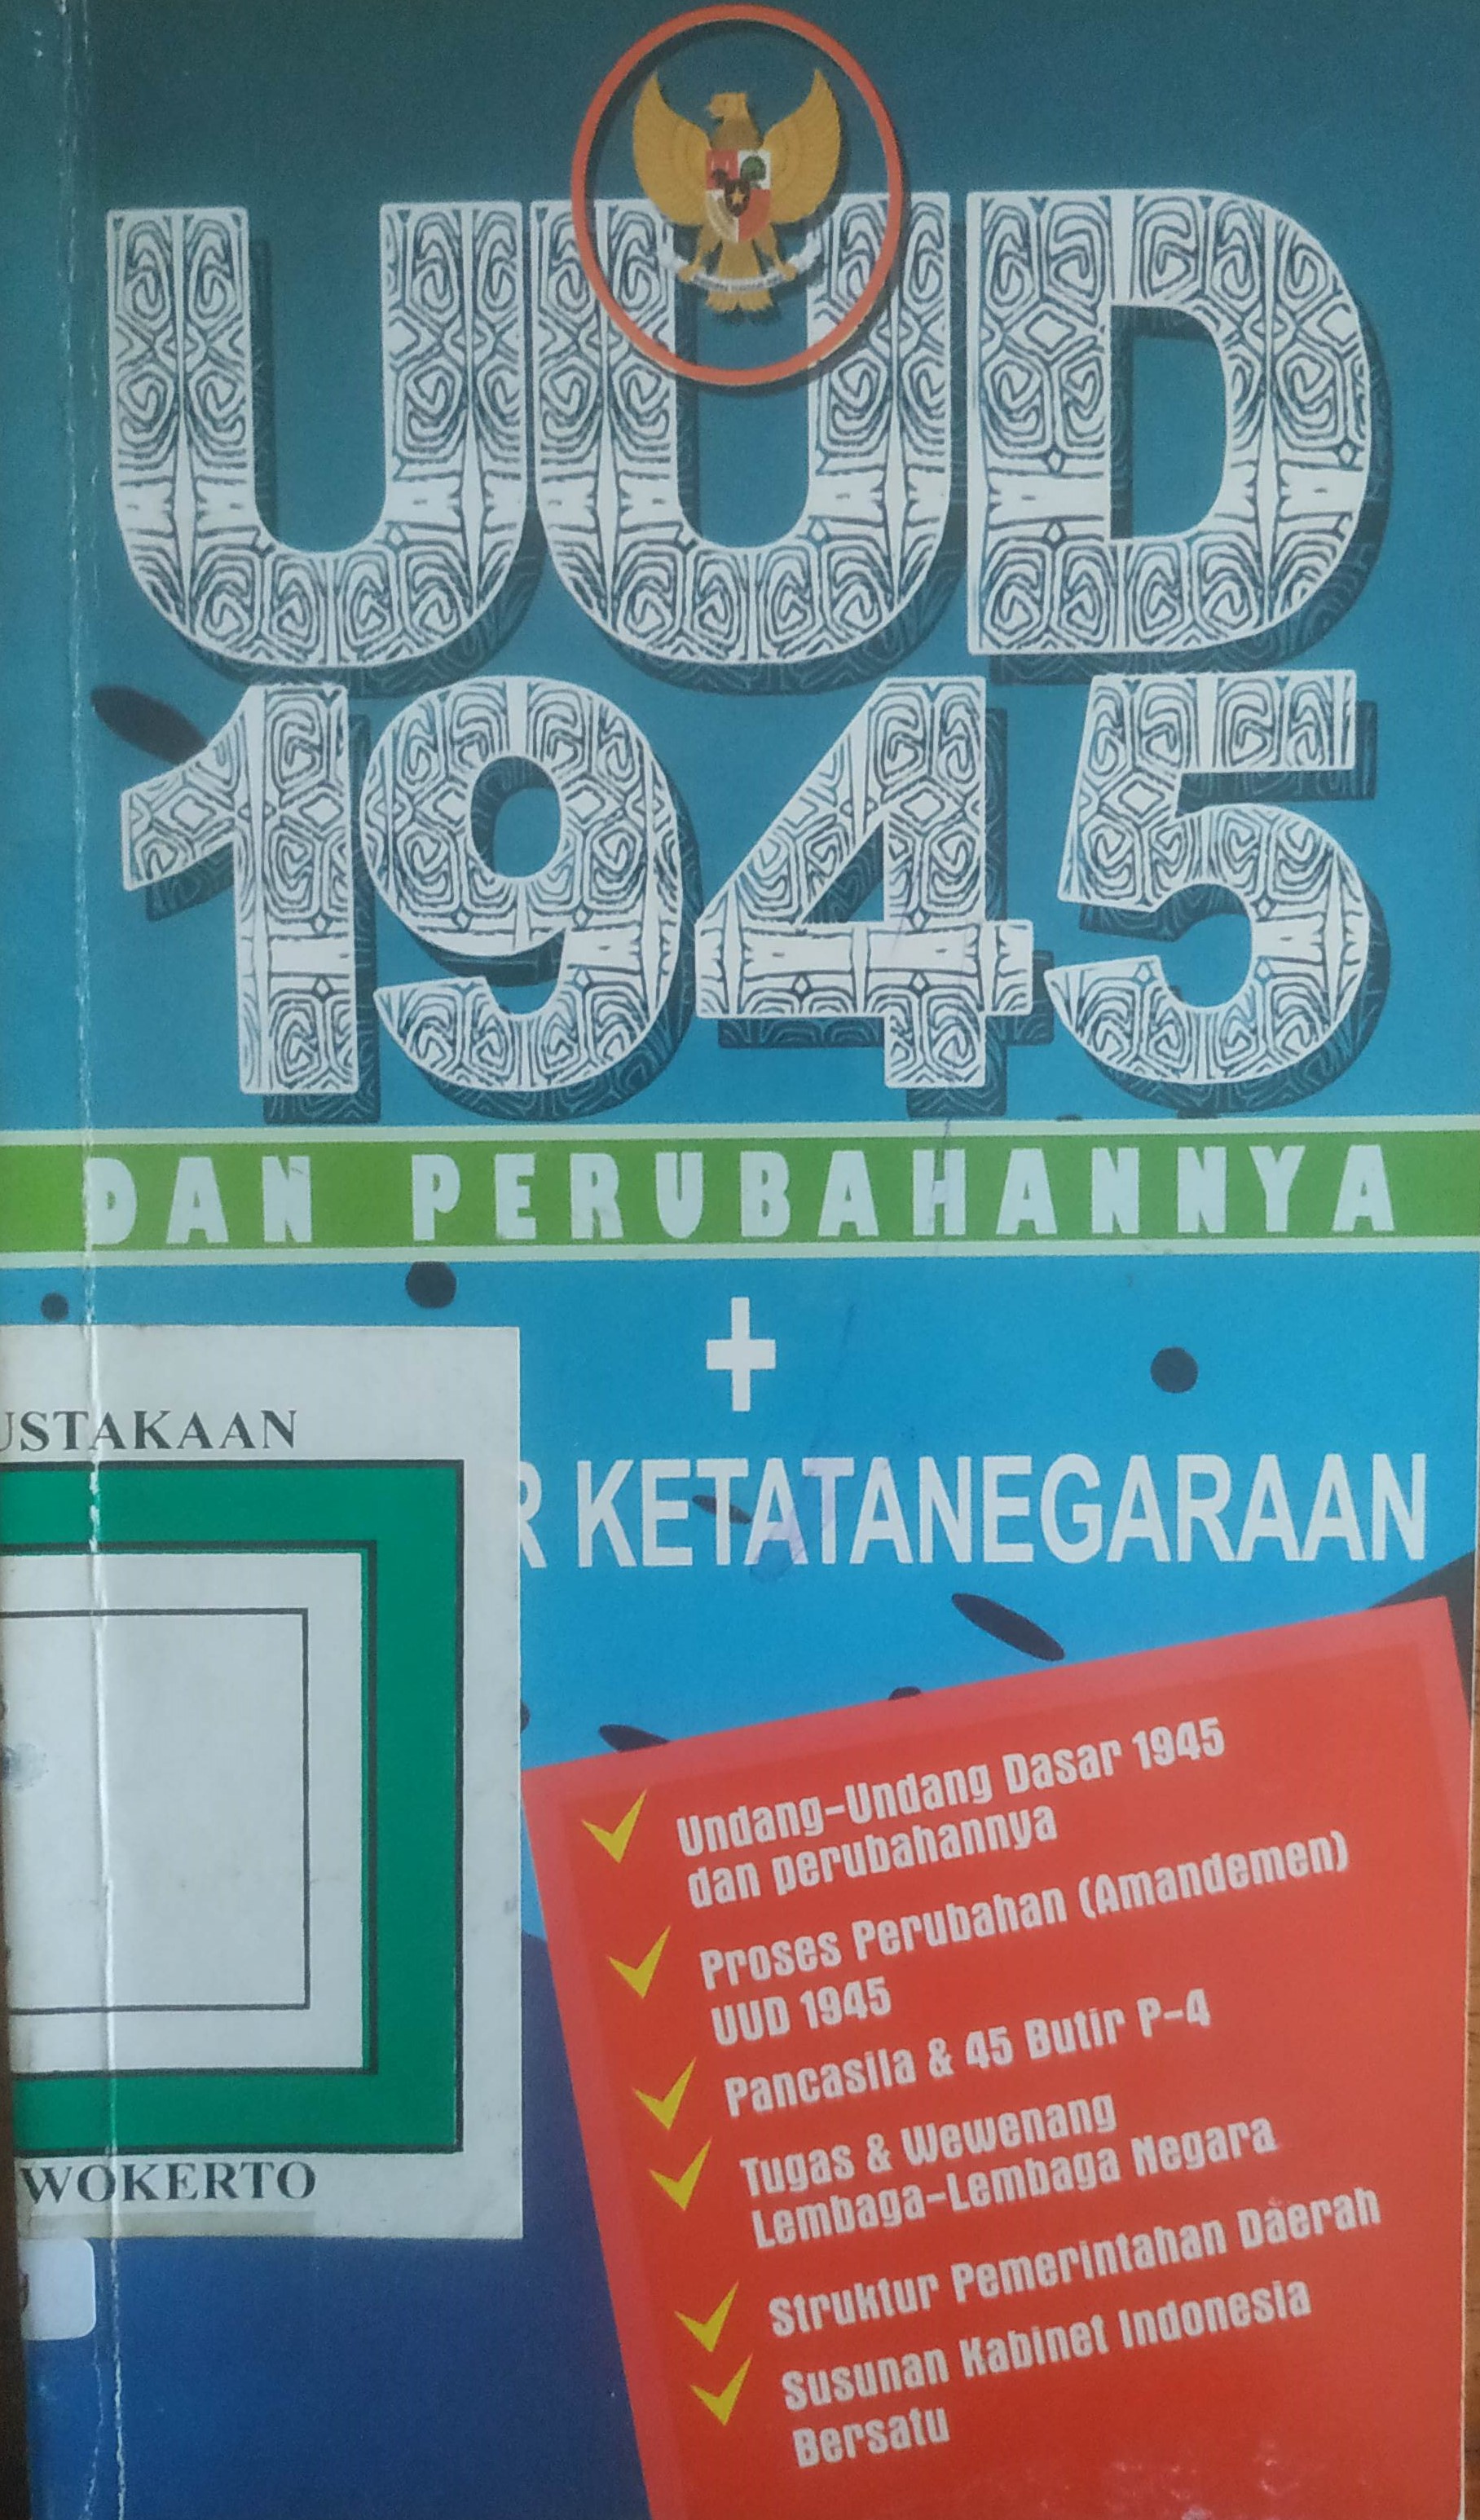 UUD
1945
DAN PERUBAHANNYA
+
KETATANEGARAAN
Undang-Undang Dasar 1945
dan perubahannya
Proses Perubahan (Amandemen)
UUD 1945
Pancasila & 45 Butir P-4
Tugas & Wewenang
Lembaga-Lembaga Negara
Struktur Pemerintahan Daerah
Susunan Kabinet Indonesia
Bersatu
USTAKAAN
WOKERTO